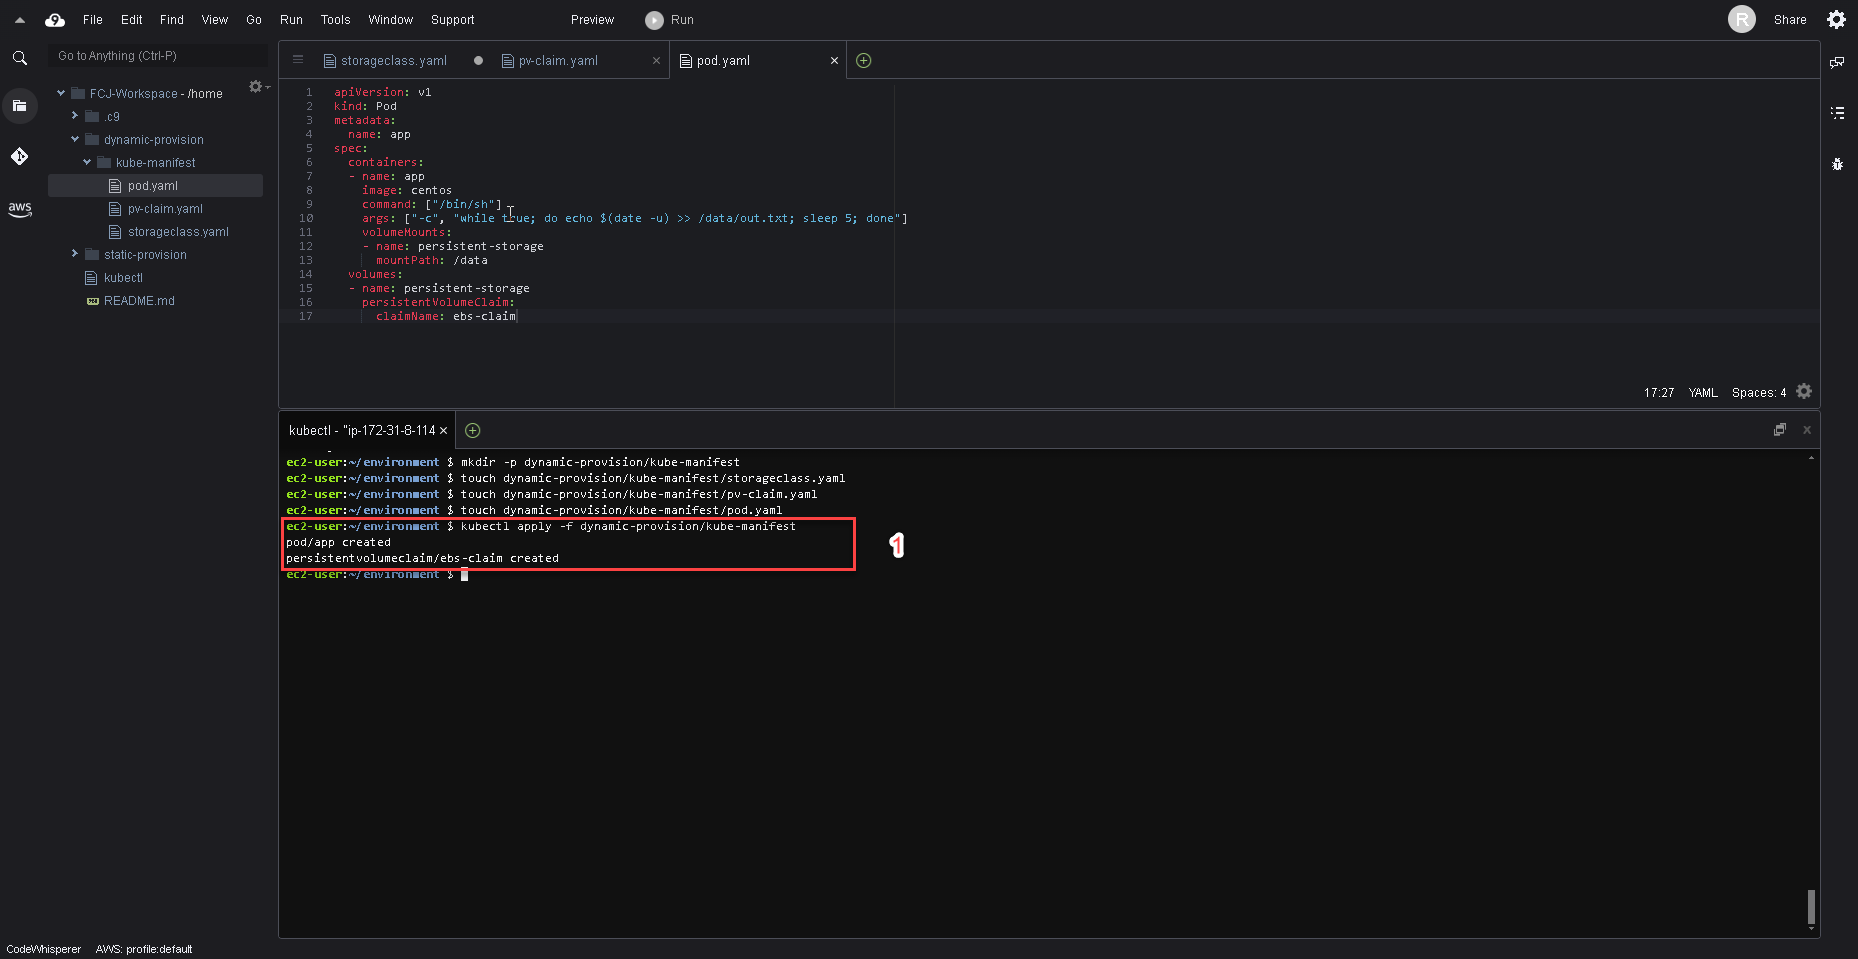 File Edit Find View Go Run Tools Window Support Preview Run R Share
Go to Anything (Ctrl-P)
FCJ-Workspace - /home
.c9
dynamic-provision
kube-manifest
pod.yaml
pv-claim.yaml
storageclass.yaml
static-provision
kubectl
README.md
aws
storageclass.yaml pv-claim.yaml pod.yaml
1 apiVersion: v1
2 kind: Pod
3 metadata:
4 name: app
5 spec:
6 containers:
7 - name: app
8 image: centos
9 command: ["/bin/sh"]
10 args: ["-c", "while true; do echo $(date -u) >> /data/out.txt; sleep 5; done"]
11 volumeMounts:
12 - name: persistent-storage
13 mountPath: /data
14 volumes:
15 - name: persistent-storage
16 persistentVolumeClaim:
17 claimName: ebs-claim
17:27 YAML Spaces: 4
kubectl - "ip-172-31-8-114
ec2-user:~/environment $ mkdir -p dynamic-provision/kube-manifest
ec2-user:~/environment $ touch dynamic-provision/kube-manifest/storageclass.yaml
ec2-user:~/environment $ touch dynamic-provision/kube-manifest/pv-claim.yaml
ec2-user:~/environment $ touch dynamic-provision/kube-manifest/pod.yaml
ec2-user:~/environment $ kubectl apply -f dynamic-provision/kube-manifest
pod/app created
persistentvolumeclaim/ebs-claim created
ec2-user:~/environment $
1
CodeWhisperer AWS: profile:default